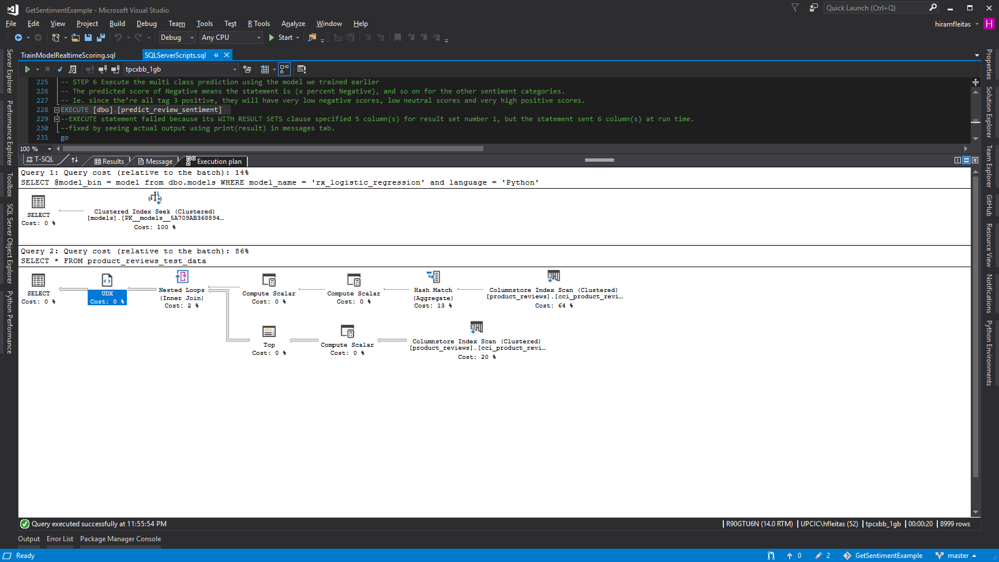 GetSentimentExample - Microsoft Visual Studio
Quick Launch (Ctrl+Q)
File Edit View Project Build Debug Team Tools Test R Tools Analyze Window Help
hiramfleitas H
Debug Any CPU Start
TrainModelRealtimeScoring.sql SQLServerScripts.sql
tpcxbb_1gb
225 -- STEP 6 Execute the multi class prediction using the model we trained earlier
226 -- The predicted score of Negative means the statement is (x percent Negative), and so on for the other sentiment categories.
227 -- Ie. since the're all tag 3 positive, they will have very low negative scores, low neutral scores and very high positive scores.
228 EXECUTE [dbo].[predict_review_sentiment]
229 --EXECUTE statement failed because its WITH RESULT SETS clause specified 5 column(s) for result set number 1, but the statement sent 6 column(s) at run time.
230 --fixed by seeing actual output using print(result) in messages tab.
231 go
100 %
T-SQL Results Message Execution plan
Query 1: Query cost (relative to the batch): 14%
SELECT @model_bin = model from dbo.models WHERE model_name = 'rx_logistic_regression' and language = 'Python'
SELECT
Cost: 0 %
Clustered Index Seek (Clustered)
[models].[PK__models__5A709AB368894…
Cost: 100 %
Query 2: Query cost (relative to the batch): 86%
SELECT * FROM product_reviews_test_data
SELECT
Cost: 0 %
UDX
Cost: 0 %
Nested Loops
(Inner Join)
Cost: 2 %
Compute Scalar
Cost: 0 %
Compute Scalar
Cost: 0 %
Hash Match
(Aggregate)
Cost: 13 %
Columnstore Index Scan (Clustered)
[product_reviews].[cci_product_revi…
Cost: 64 %
Top
Cost: 0 %
Compute Scalar
Cost: 0 %
Columnstore Index Scan (Clustered)
[product_reviews].[cci_product_revi…
Cost: 20 %
Query executed successfully at 11:55:54 PM
R90GTU6N (14.0 RTM) UPCIC\hfleitas (52) tpcxbb_1gb 00:00:20 8999 rows
Output Error List Package Manager Console
Ready
0 2 GetSentimentExample master
Server Explorer
Performance Explorer
Toolbox
SQL Server Object Explorer
Python Performance
Properties
Solution Explorer
Team Explorer
GitHub
Resource View
Notifications
Python Environments